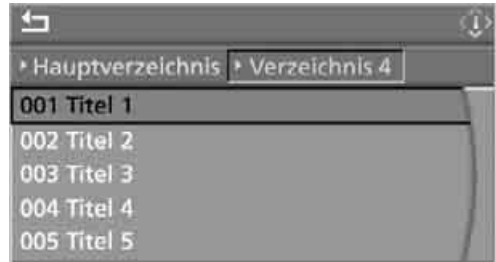 Hauptverzeichnis Verzeichnis 4
001 Titel 1
002 Titel 2
003 Titel 3
004 Titel 4
005 Titel 5